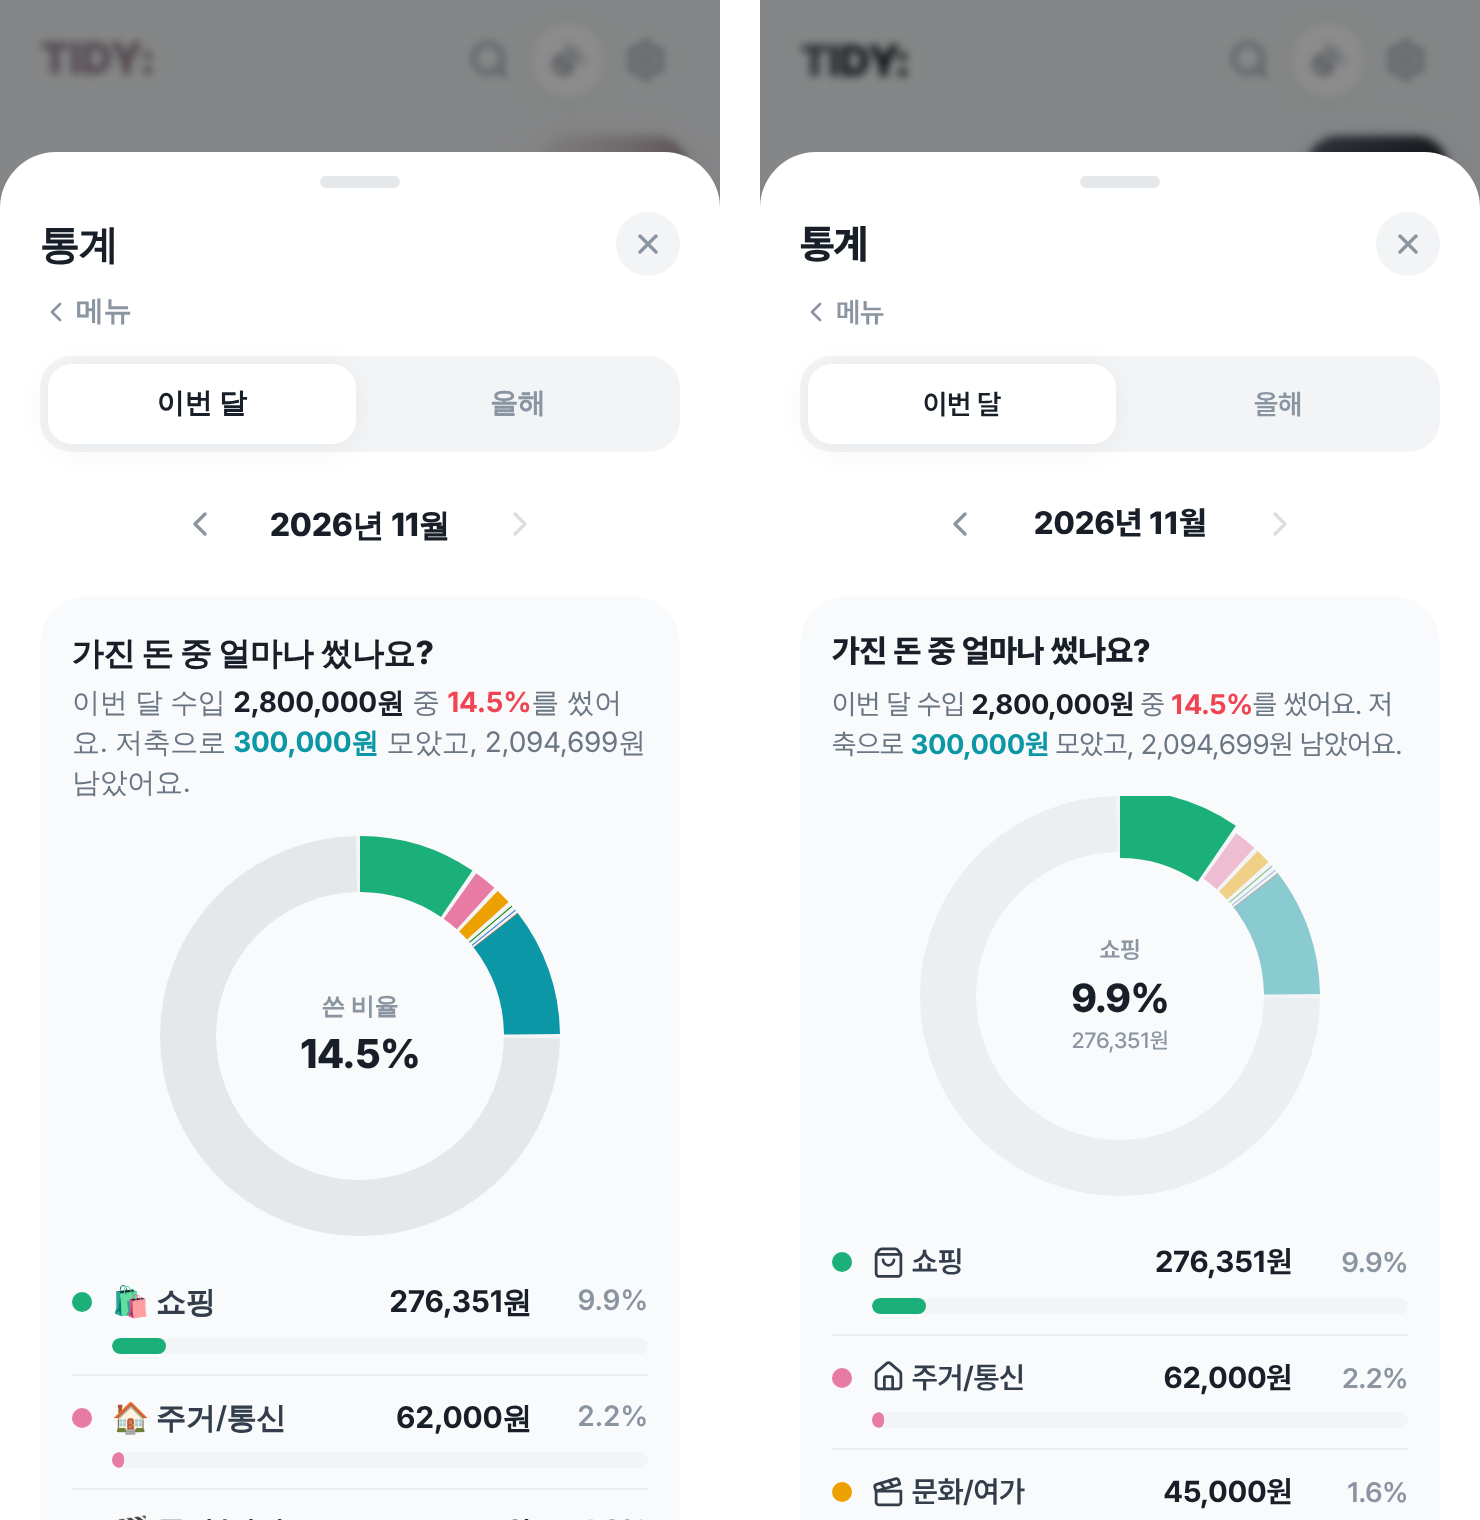 TIDY:
통계
메뉴
이번 달 올해
2026년 11월
가진 돈 중 얼마나 썼나요?
이번 달 수입 2,800,000원 중 14.5%를 썼어
요. 저축으로 300,000원 모았고, 2,094,699원
남았어요.
쓴 비율
14.5%
쇼핑 276,351원 9.9%
주거/통신 62,000원 2.2%
TIDY:
통계
메뉴
이번 달 올해
2026년 11월
가진 돈 중 얼마나 썼나요?
이번 달 수입 2,800,000원 중 14.5%를 썼어요. 저
축으로 300,000원 모았고, 2,094,699원 남았어요.
쇼핑
9.9%
276,351원
쇼핑 276,351원 9.9%
주거/통신 62,000원 2.2%
문화/여가 45,000원 1.6%